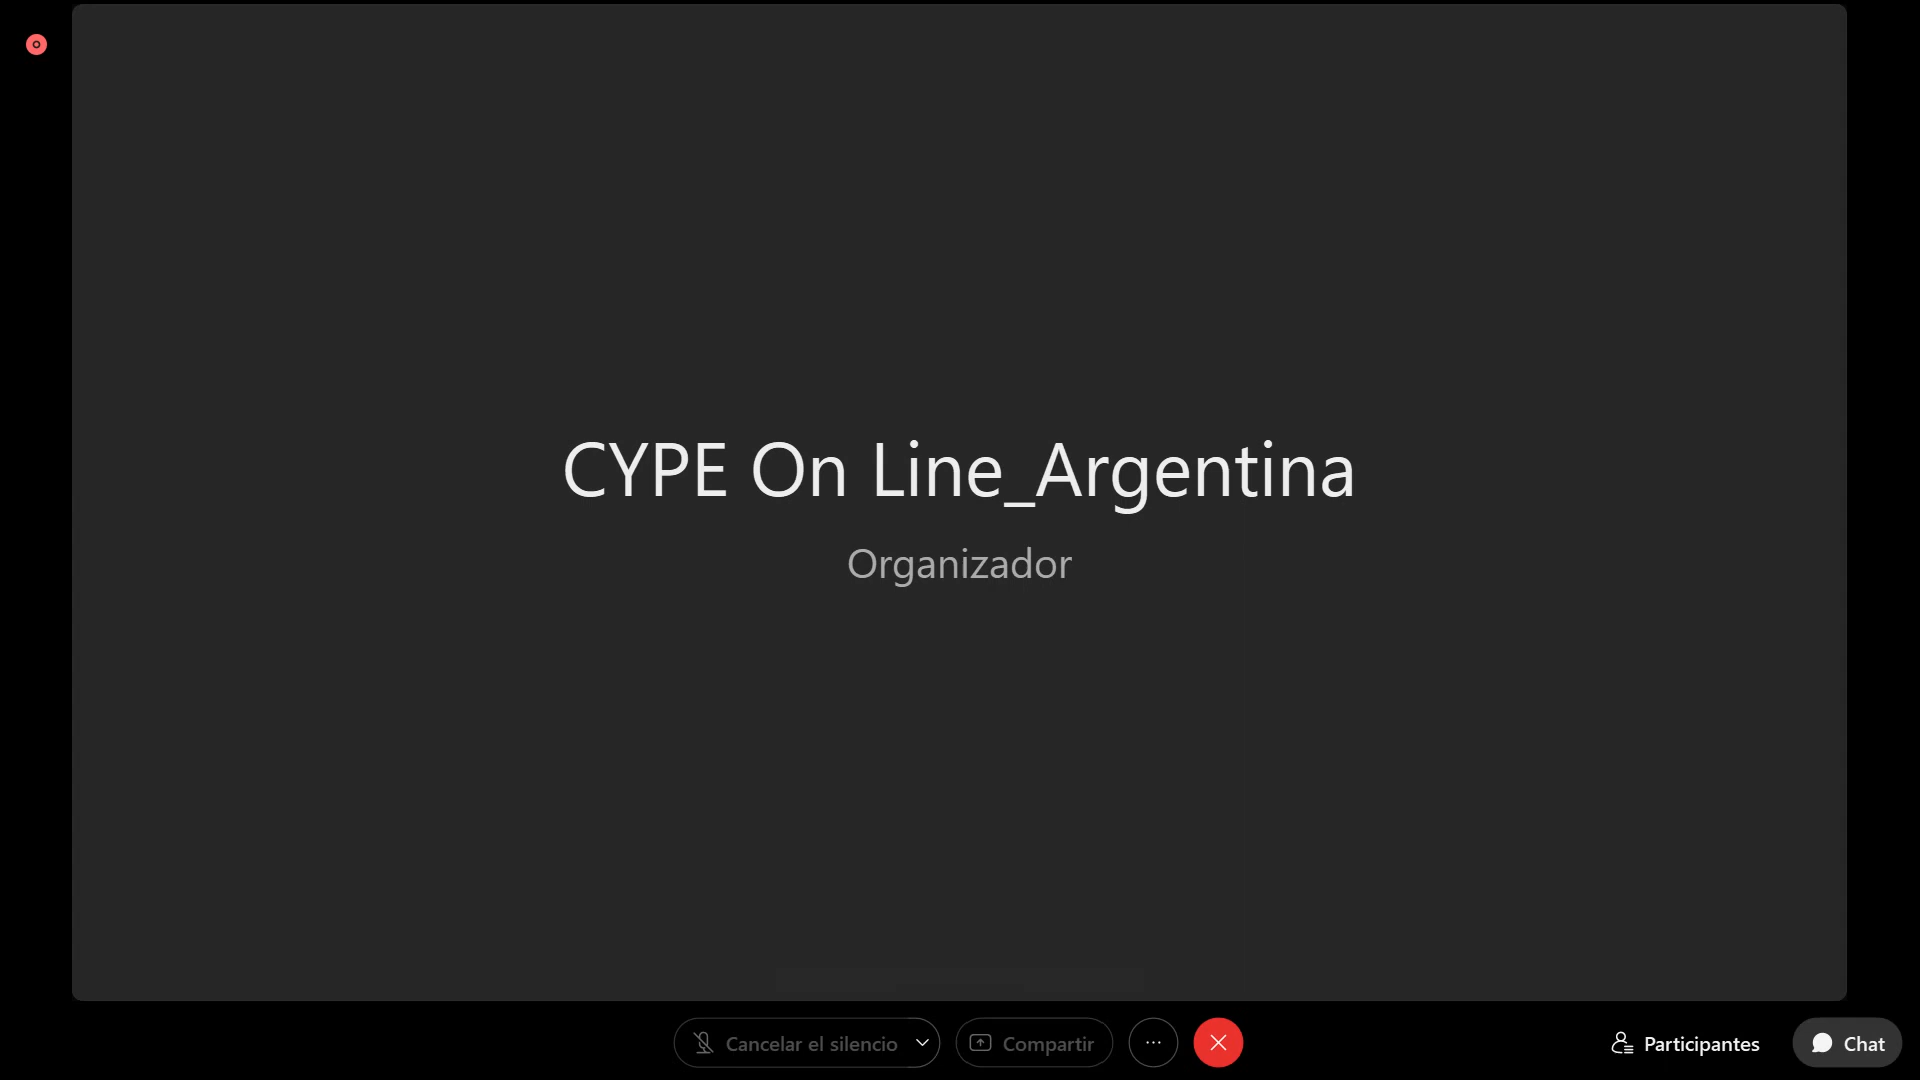 CYPE On Line_Argentina
Organizador
Cancelar el silencio
Compartir
Participantes
Chat